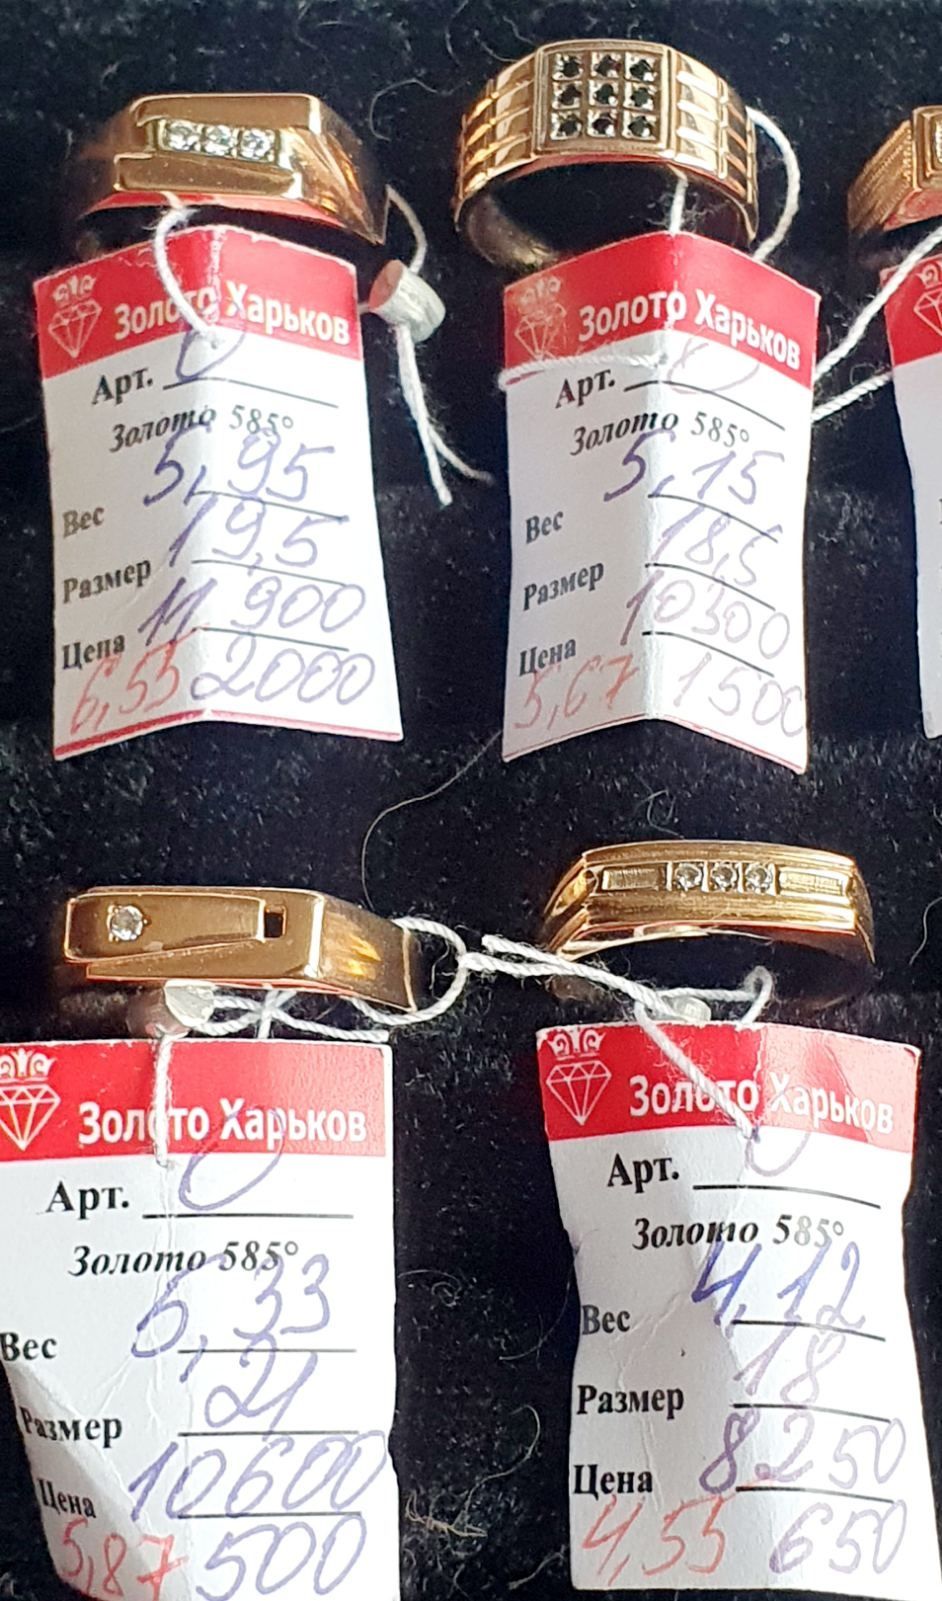 Золото Харьков
Арт.
Золото 585°
Вес 5,95
Размер 19,5
Цена 11 900
6,55 2000
Золото Харьков
Арт.
Золото 585°
Вес 5,15
Размер 18,5
Цена 10300
5,67 1500
Золото Харьков
Арт. 0
Золото 585°
Вес 5,33
Размер 21
Цена 10600
5,87 500
Золото Харьков
Арт.
Золото 585°
Вес 4,12
Размер 18
Цена 8250
4,55 650